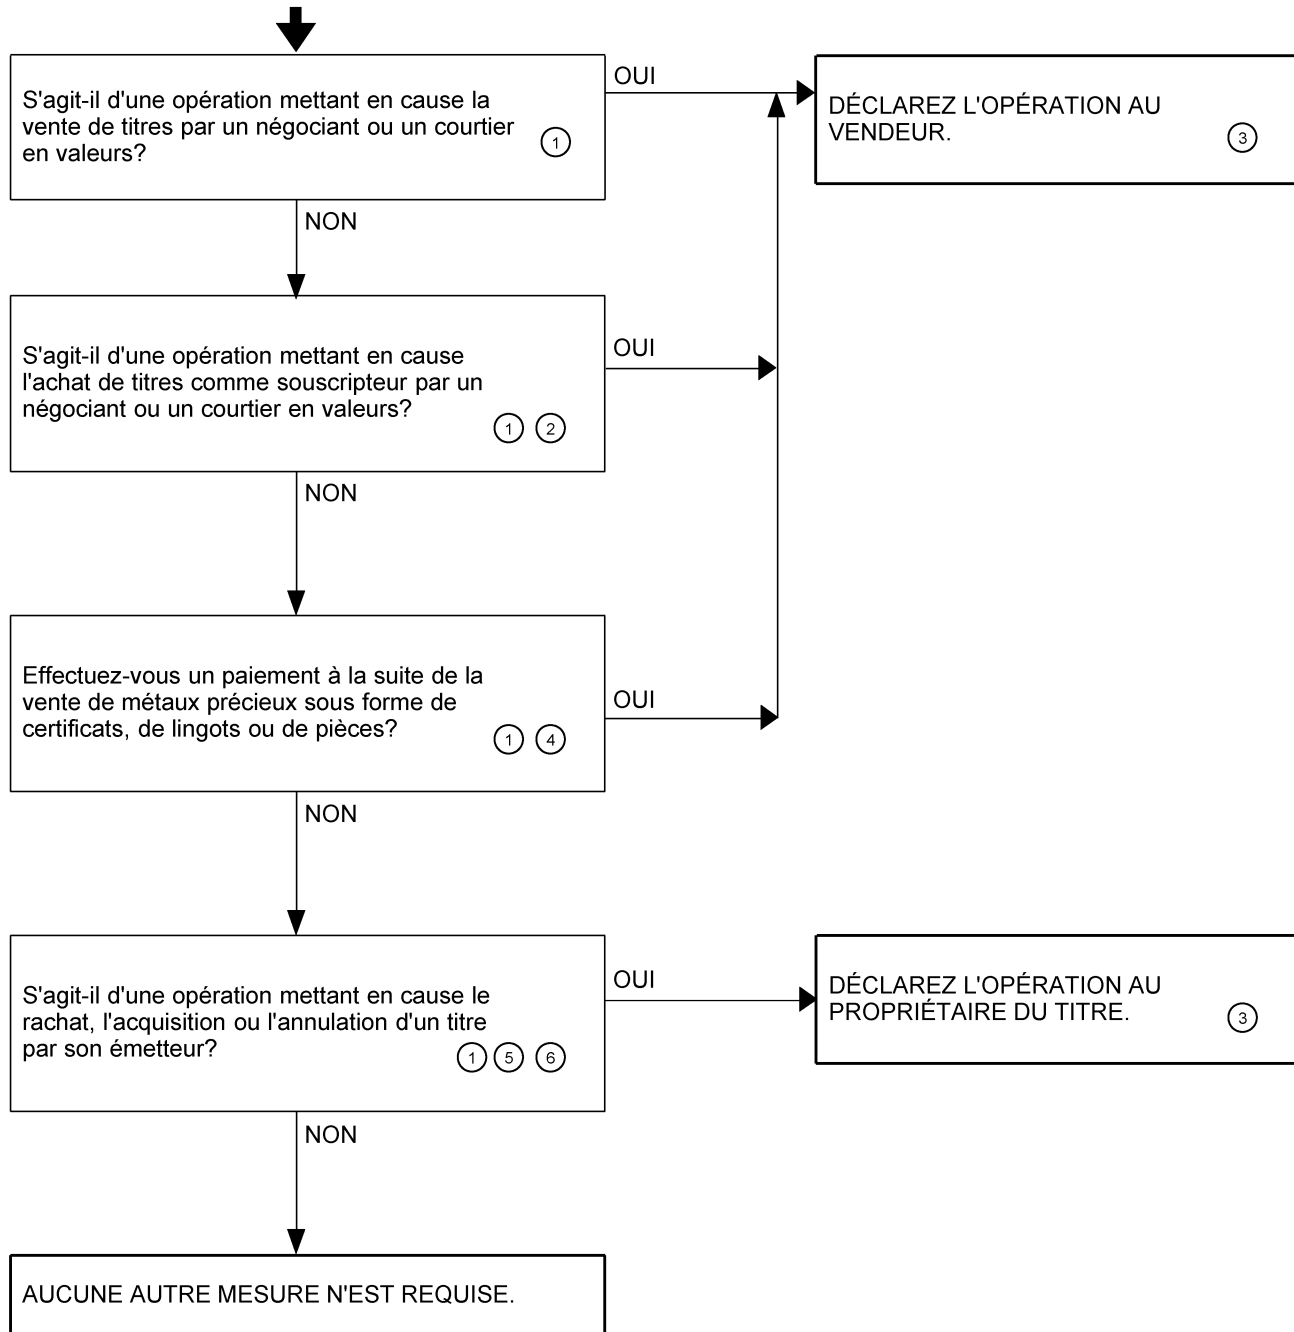 S'agit-il d'une opération mettant en cause la
vente de titres par un négociant ou un courtier
en valeurs?
1
OUI
DÉCLAREZ L'OPÉRATION AU
VENDEUR.
3
NON
S'agit-il d'une opération mettant en cause
l'achat de titres comme souscripteur par un
négociant ou un courtier en valeurs?
1 2
OUI
NON
Effectuez-vous un paiement à la suite de la
vente de métaux précieux sous forme de
certificats, de lingots ou de pièces?
1 4
OUI
NON
S'agit-il d'une opération mettant en cause le
rachat, l'acquisition ou l'annulation d'un titre
par son émetteur?
1 5 6
OUI
DÉCLAREZ L'OPÉRATION AU
PROPRIÉTAIRE DU TITRE.
3
NON
AUCUNE AUTRE MESURE N'EST REQUISE.